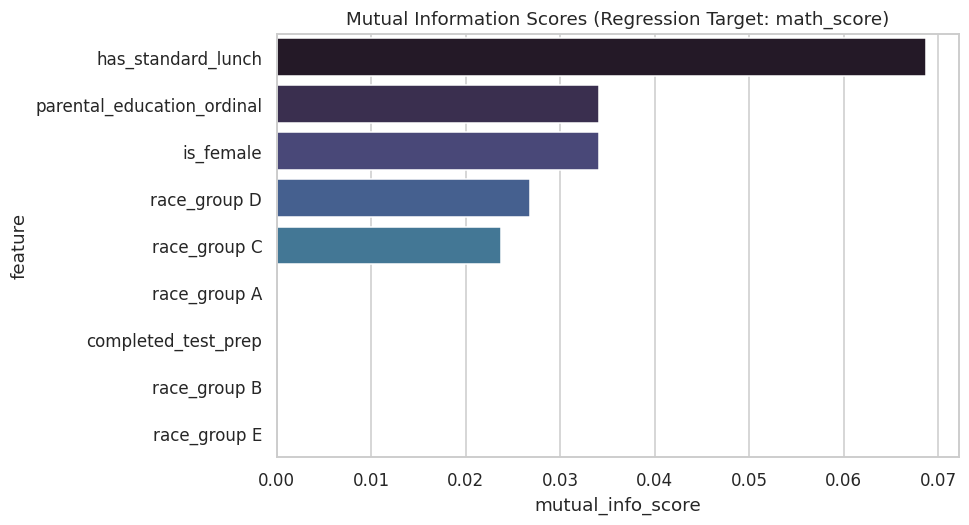 Mutual Information Scores (Regression Target: math_score)
has_standard_lunch
parental_education_ordinal
is_female
race_group D
race_group C
race_group A
completed_test_prep
race_group B
race_group E
feature
0.00 0.01 0.02 0.03 0.04 0.05 0.06 0.07
mutual_info_score